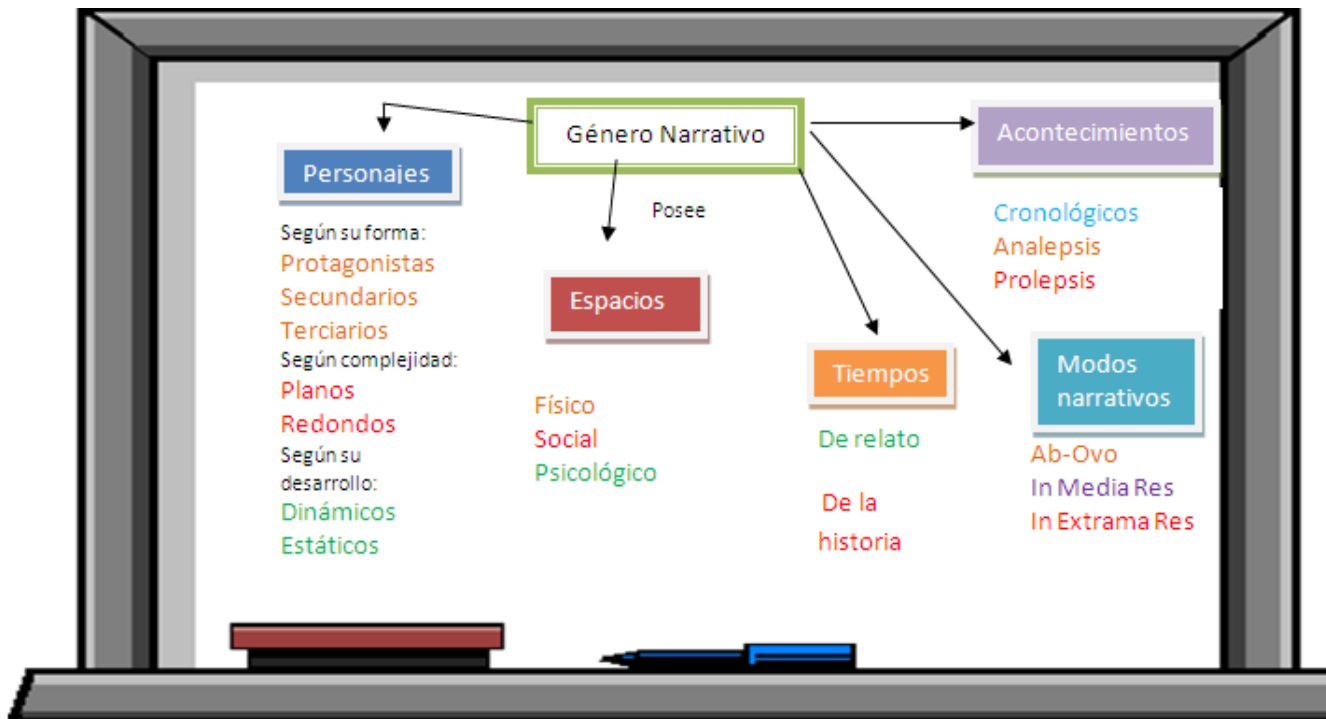 Género Narrativo
Posee
Personajes
Según su forma:
Protagonistas
Secundarios
Terciarios
Según complejidad:
Planos
Redondos
Según su
desarrollo:
Dinámicos
Estáticos
Espacios
Físico
Social
Psicológico
Tiempos
De relato
De la
historia
Acontecimientos
Cronológicos
Analepsis
Prolepsis
Modos
narrativos
Ab-Ovo
In Media Res
In Extrama Res